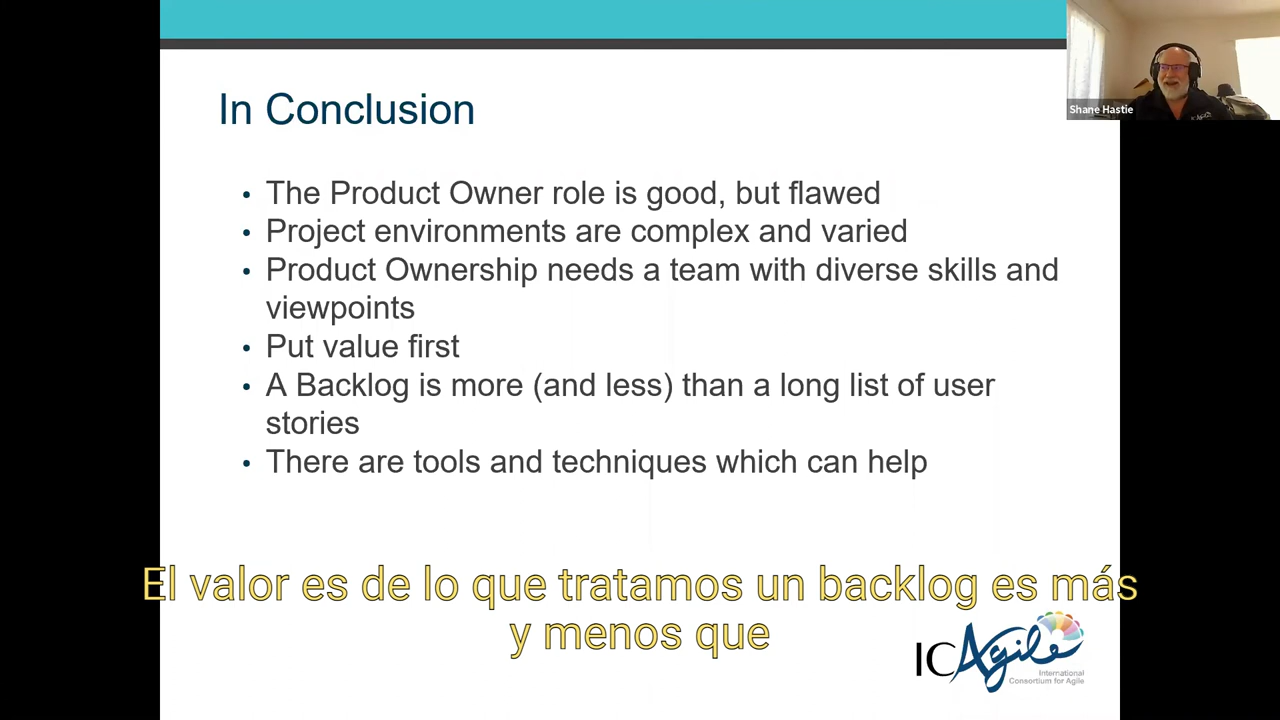 Shane Hastie
In Conclusion
• The Product Owner role is good, but flawed
• Project environments are complex and varied
• Product Ownership needs a team with diverse skills and
viewpoints
• Put value first
• A Backlog is more (and less) than a long list of user
stories
• There are tools and techniques which can help
El valor es de lo que tratamos un backlog es más
y menos que
ICAgile
International
Consortium for Agile